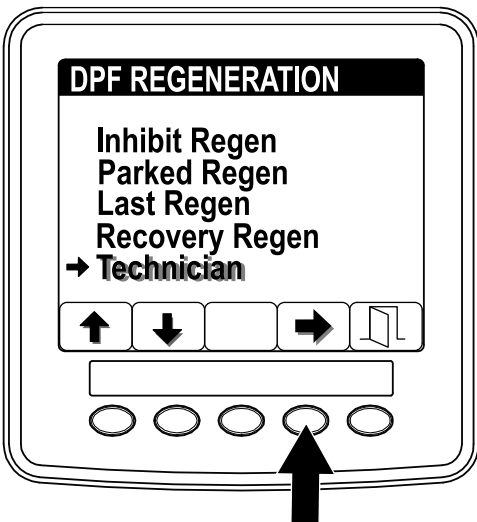 DPF REGENERATION
Inhibit Regen
Parked Regen
Last Regen
Recovery Regen
Technician